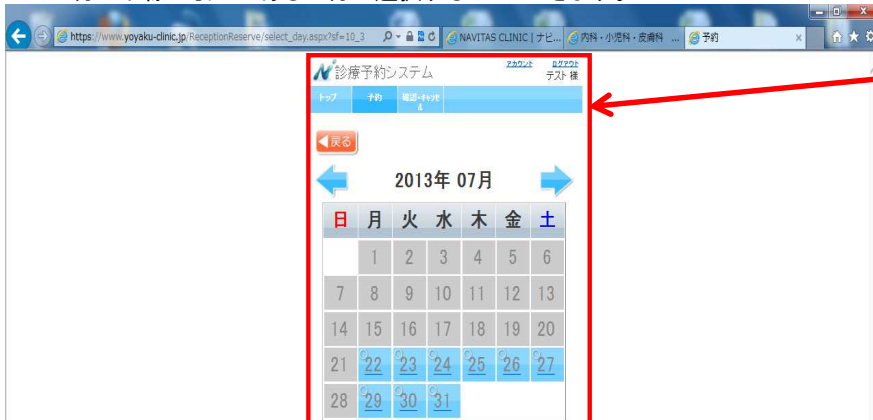 https://www.yoyaku-clinic.jp/ReceptionReserve/select_day.aspx?sf=10_3
NAVITAS CLINIC | ナビ...
内科・小児科・皮膚科 ...
予約
診療予約システム
アカウント ログアウト
テスト 様
トップ 予約 確認・キャンセル
戻る
2013年 07月
日 月 火 水 木 金 土
1 2 3 4 5 6
7 8 9 10 11 12 13
14 15 16 17 18 19 20
21 22 23 24 25 26 27
28 29 30 31